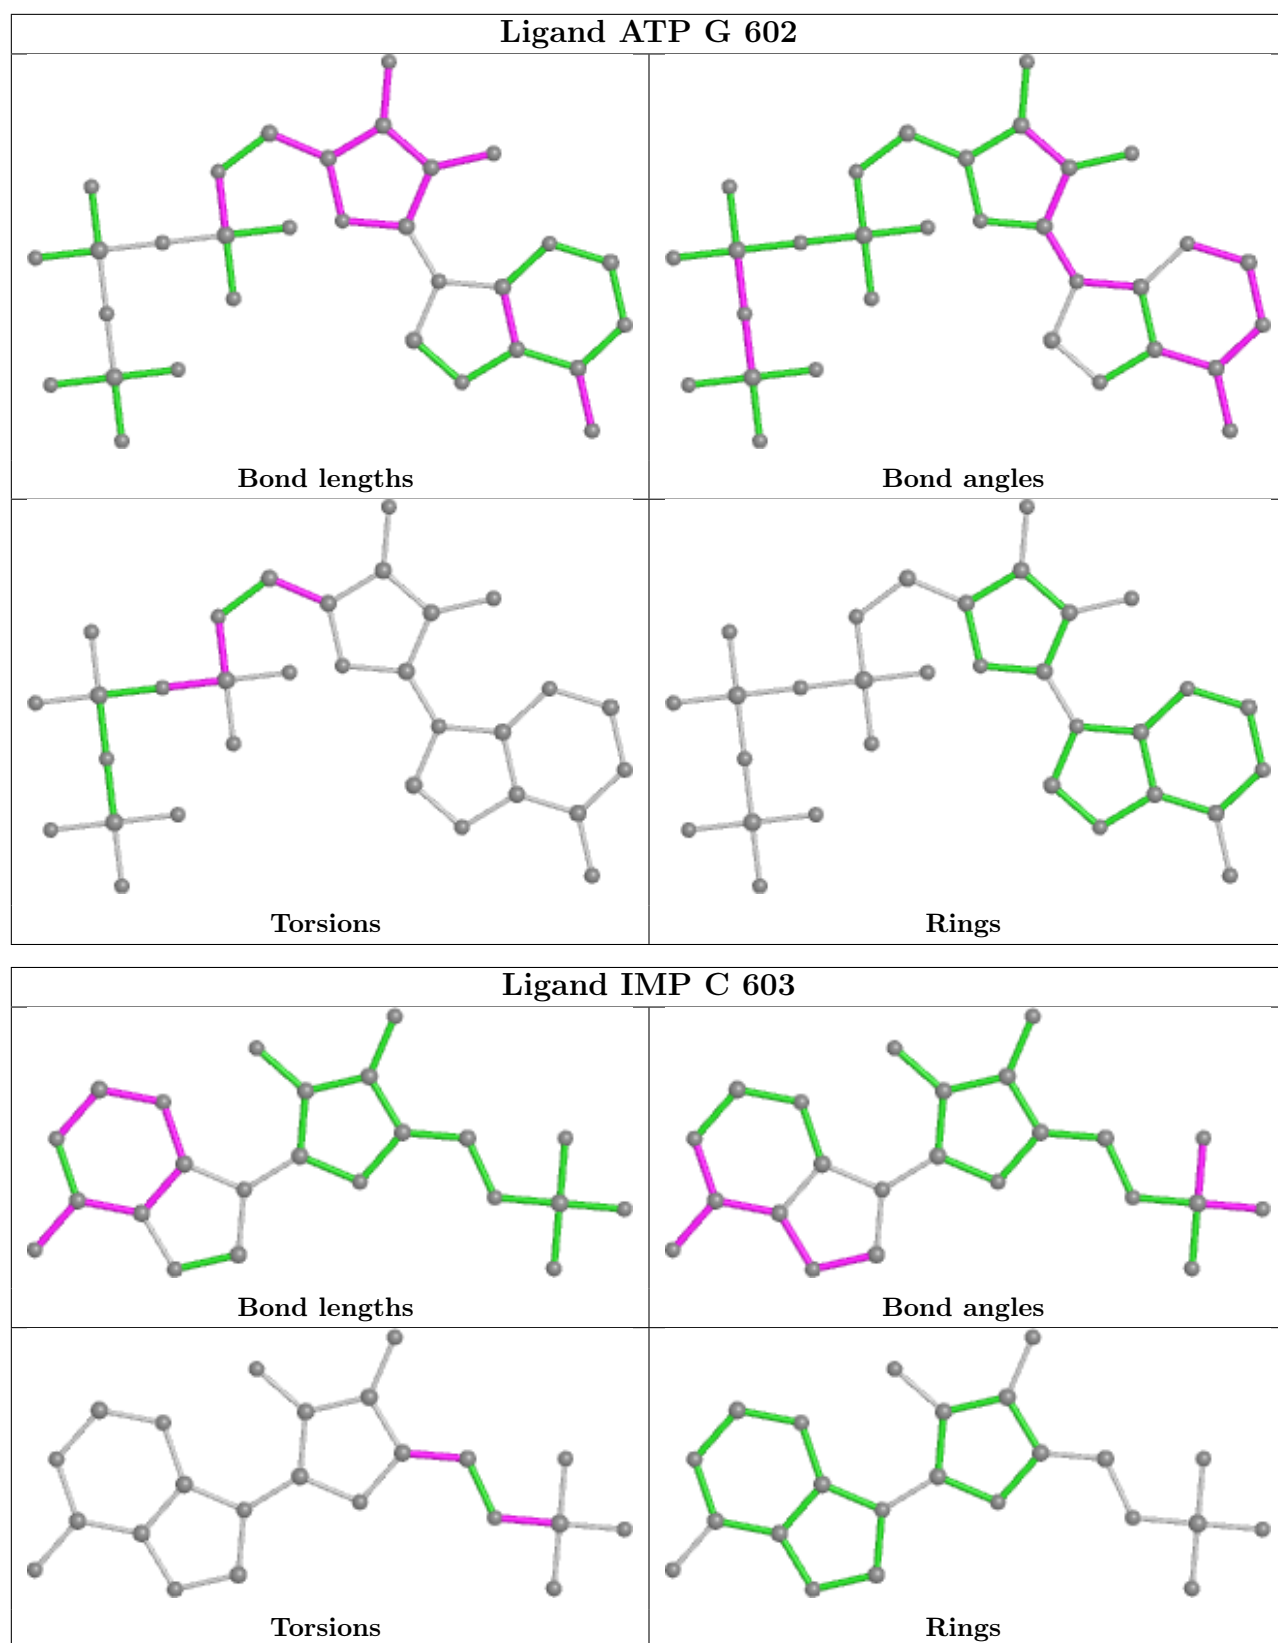 Ligand ATP G 602
Bond lengths
Bond angles
Torsions
Rings
Ligand IMP C 603
Bond lengths
Bond angles
Torsions
Rings